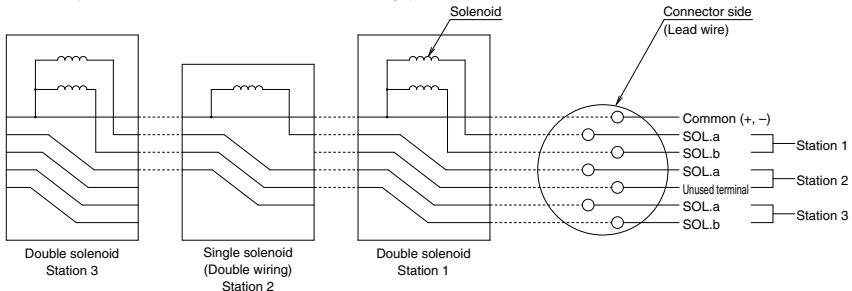 Solenoid
Connector side
(Lead wire)
Common (+, –)
SOL.a
SOL.b
Station 1
SOL.a
Unused terminal
Station 2
SOL.a
SOL.b
Station 3
Double solenoid
Station 3
Single solenoid
(Double wiring)
Station 2
Double solenoid
Station 1